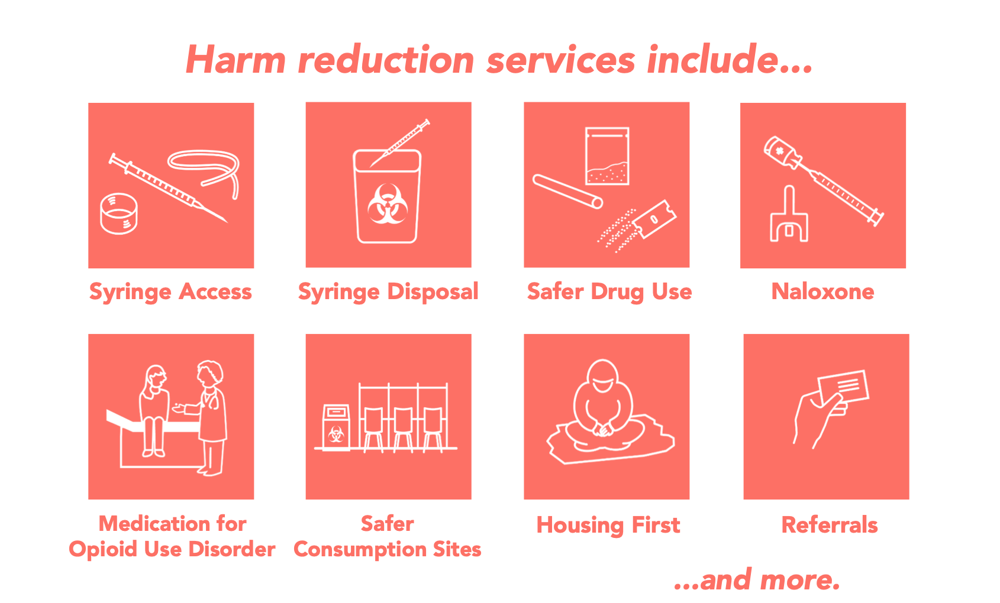 Harm reduction services include...
Syringe Access
Syringe Disposal
Safer Drug Use
Naloxone
Medication for
Opioid Use Disorder
Safer
Consumption Sites
Housing First
Referrals
...and more.